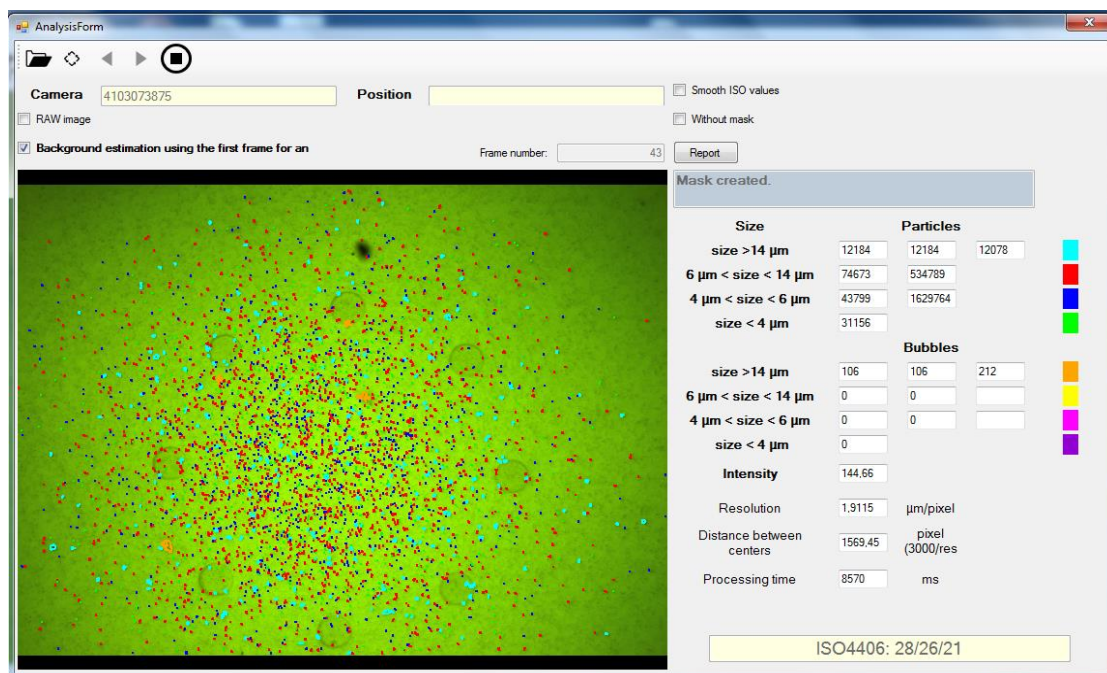 AnalysisForm
Camera 4103073875 Position
Smooth ISO values
RAW image
Without mask
Background estimation using the first frame for an
Frame number: 43 Report
Mask created.
Size Particles
size >14 µm 12184 12184 12078
6 µm < size < 14 µm 74673 534789
4 µm < size < 6 µm 43799 1629764
size < 4 µm 31156
Bubbles
size >14 µm 106 106 212
6 µm < size < 14 µm 0 0
4 µm < size < 6 µm 0 0
size < 4 µm 0
Intensity 144,66
Resolution 1,9115 µm/pixel
Distance between
centers 1569,45 pixel
(3000/res
Processing time 8570 ms
ISO4406: 28/26/21